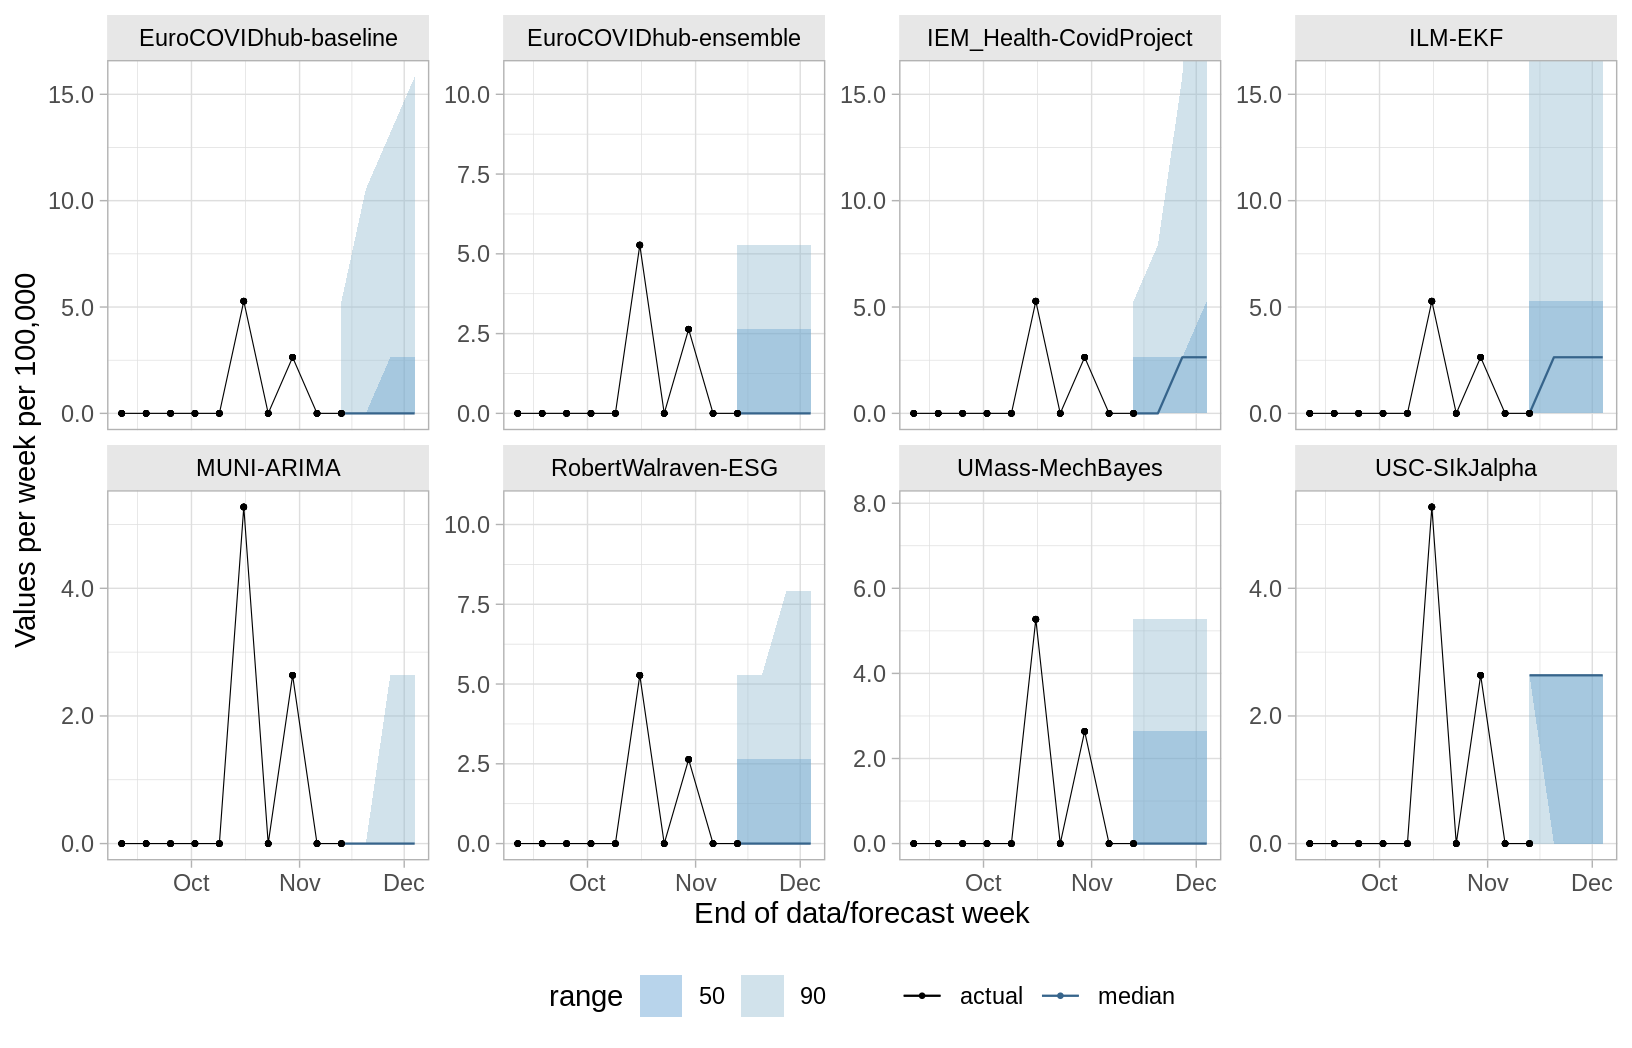 EuroCOVIDhub-baseline
EuroCOVIDhub-ensemble
IEM_Health-CovidProject
ILM-EKF
15.0
10.0
5.0
0.0
10.0
7.5
5.0
2.5
0.0
15.0
10.0
5.0
0.0
15.0
10.0
5.0
0.0
Values per week per 100,000
MUNI-ARIMA
RobertWalraven-ESG
UMass-MechBayes
USC-SIkJalpha
4.0
2.0
0.0
10.0
7.5
5.0
2.5
0.0
8.0
6.0
4.0
2.0
0.0
4.0
2.0
0.0
Oct Nov Dec
Oct Nov Dec
Oct Nov Dec
Oct Nov Dec
End of data/forecast week
range 50 90 actual median